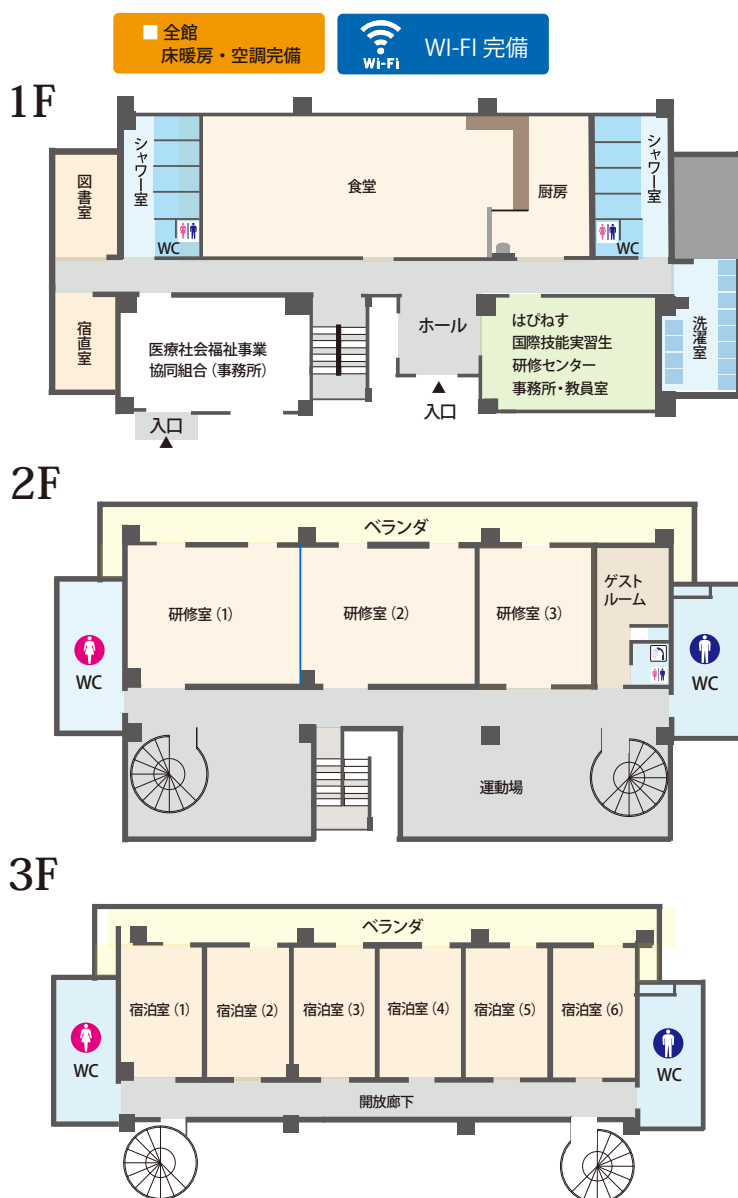 ■ 全館
床暖房・空調完備
Wi-Fi
WI-FI 完備
1F
図書室
シャワー室
WC
食堂
厨房
シャワー室
WC
宿直室
医療社会福祉事業
協同組合（事務所）
ホール
はぴねす
国際技能実習生
研修センター
事務所・教員室
洗濯室
入口
▲
▲
入口
2F
ベランダ
研修室（1）
研修室（2）
研修室（3）
ゲスト
ルーム
WC
WC
運動場
3F
ベランダ
宿泊室（1）
宿泊室（2）
宿泊室（3）
宿泊室（4）
宿泊室（5）
宿泊室（6）
WC
WC
開放廊下